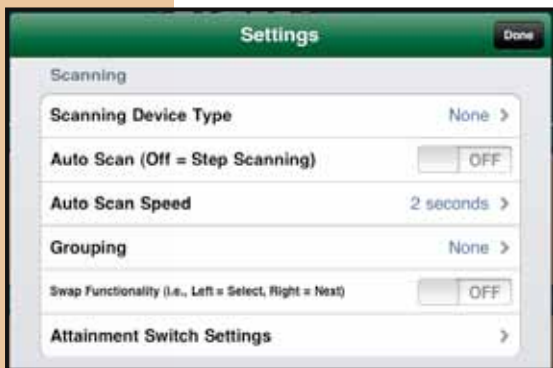 Settings
Done
Scanning
Scanning Device Type None >
Auto Scan (Off = Step Scanning) OFF
Auto Scan Speed 2 seconds >
Grouping None >
Swap Functionality (i.e., Left = Select, Right = Next) OFF
Attainment Switch Settings >